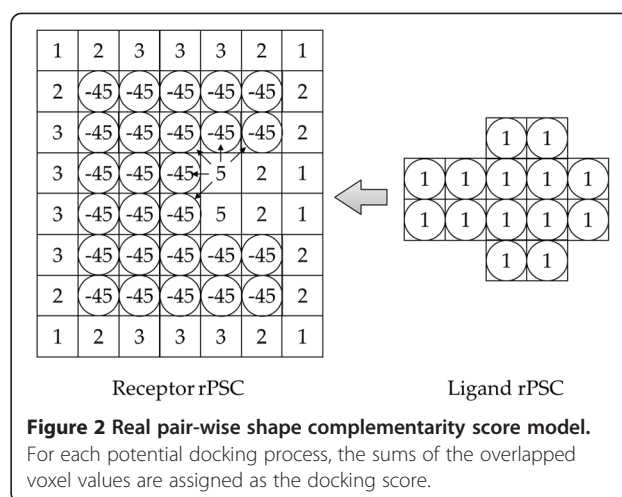 1 2 3 3 3 2 1
2 -45 -45 -45 -45 -45 2
3 -45 -45 -45 -45 -45 2
3 -45 -45 -45 5 2 1
3 -45 -45 -45 5 2 1
3 -45 -45 -45 -45 -45 2
2 -45 -45 -45 -45 -45 2
1 2 3 3 3 2 1
1 1
1 1 1 1 1
1 1 1 1 1
1 1
Receptor rPSC
Ligand rPSC
Figure 2 Real pair-wise shape complementarity score model.
For each potential docking process, the sums of the overlapped
voxel values are assigned as the docking score.